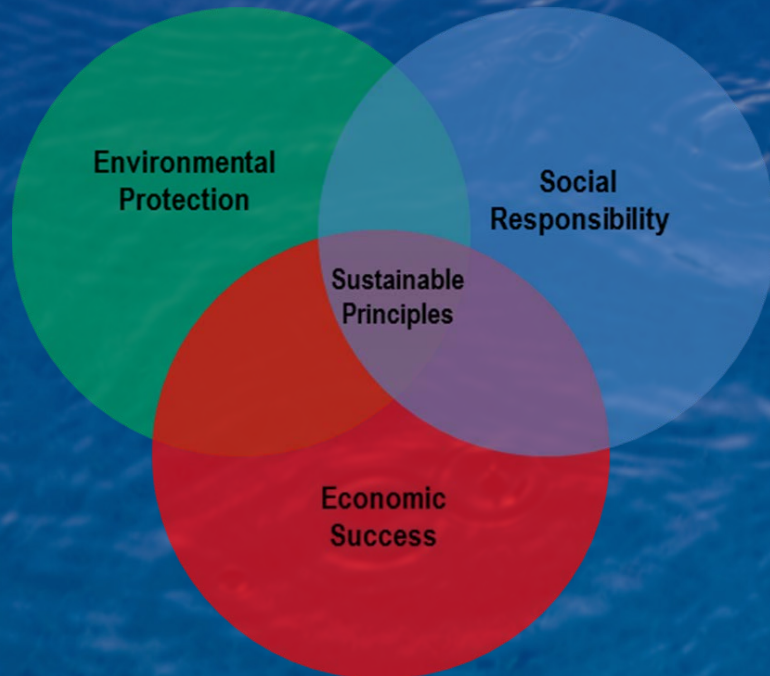 Environmental
Protection
Social
Responsibility
Sustainable
Principles
Economic
Success